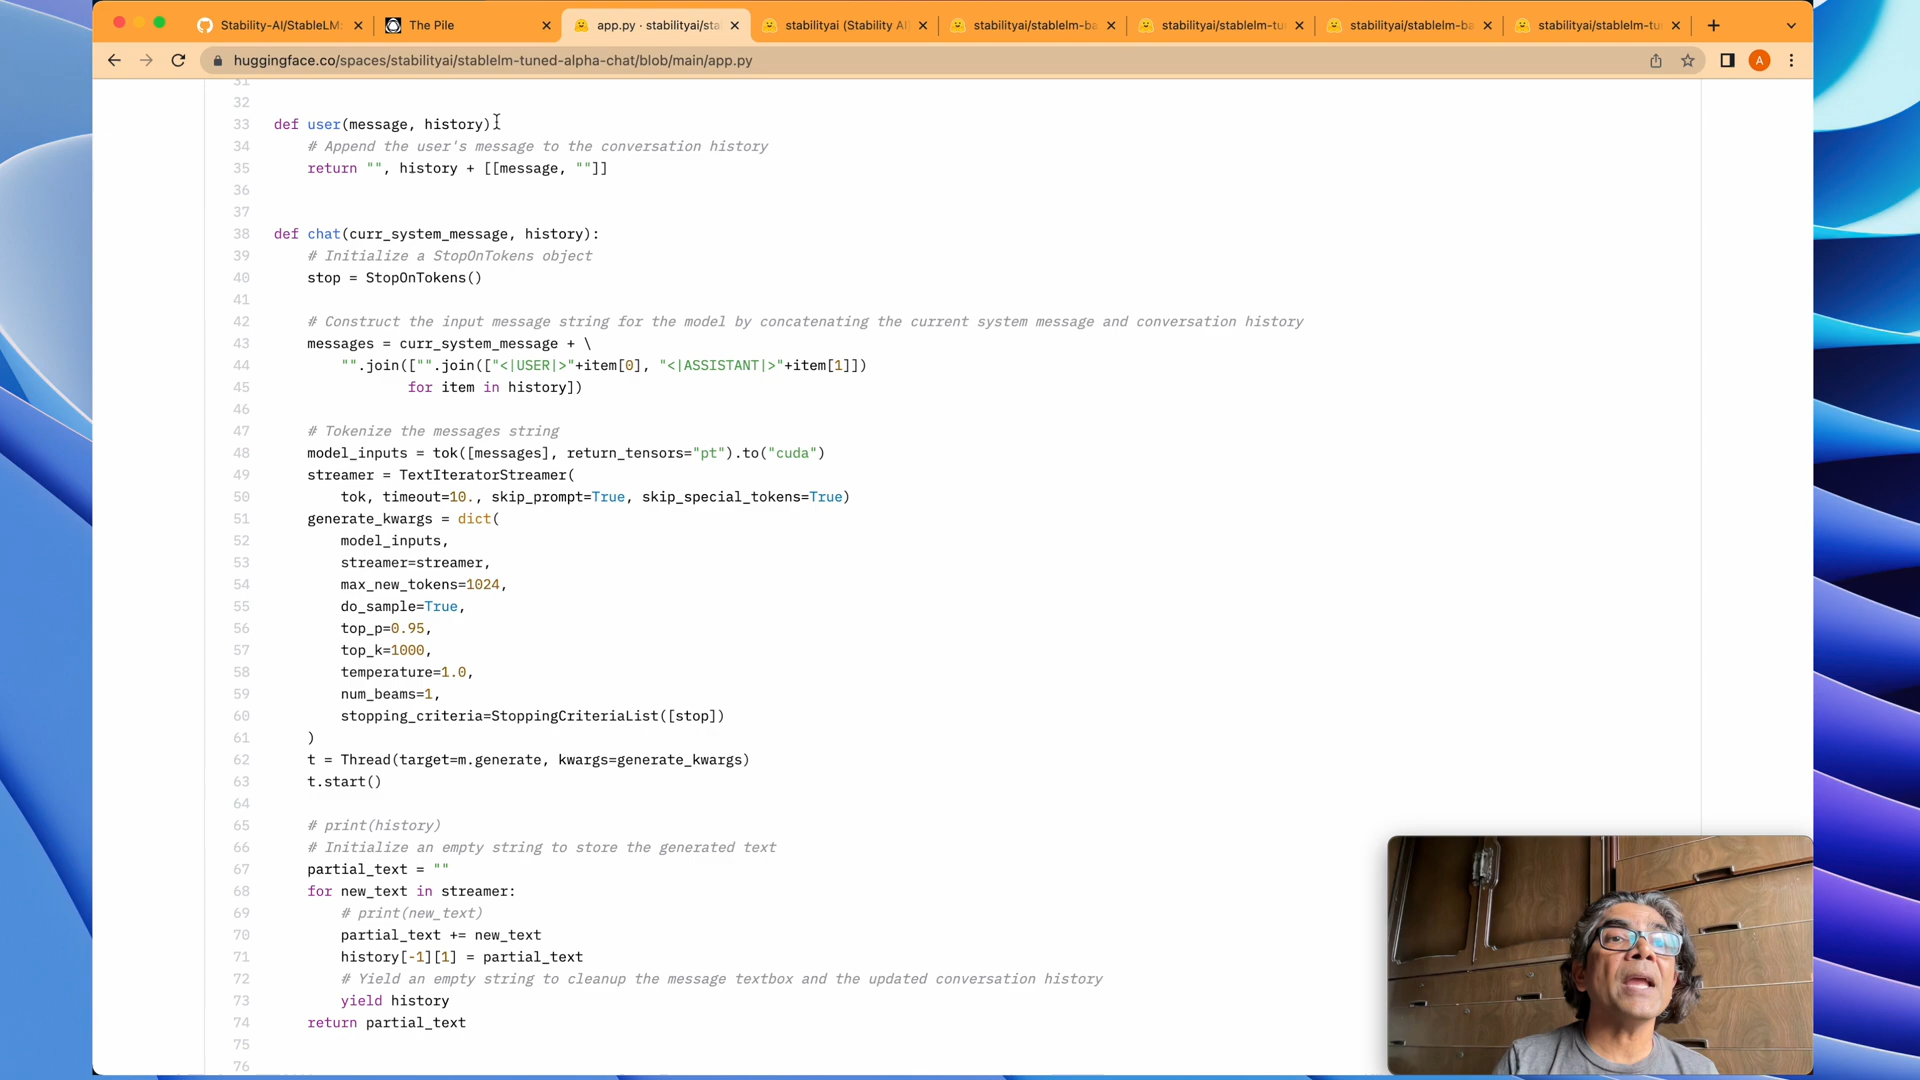 Stability-AI/StableLM:
The Pile
app.py · stabilityai/sta
stabilityai (Stability AI)
stabilityai/stablelm-ba
stabilityai/stablelm-tu
stabilityai/stablelm-ba
stabilityai/stablelm-tu
huggingface.co/spaces/stabilityai/stablelm-tuned-alpha-chat/blob/main/app.py
A
31
32
33 def user(message, history)
34 # Append the user's message to the conversation history
35 return "", history + [[message, ""]]
36
37
38 def chat(curr_system_message, history):
39 # Initialize a StopOnTokens object
40 stop = StopOnTokens()
41
42 # Construct the input message string for the model by concatenating the current system message and conversation history
43 messages = curr_system_message + \
44 "".join(["".join(["<|USER|>"+item[0], "<|ASSISTANT|>"+item[1]])
45 for item in history])
46
47 # Tokenize the messages string
48 model_inputs = tok([messages], return_tensors="pt").to("cuda")
49 streamer = TextIteratorStreamer(
50 tok, timeout=10., skip_prompt=True, skip_special_tokens=True)
51 generate_kwargs = dict(
52 model_inputs,
53 streamer=streamer,
54 max_new_tokens=1024,
55 do_sample=True,
56 top_p=0.95,
57 top_k=1000,
58 temperature=1.0,
59 num_beams=1,
60 stopping_criteria=StoppingCriteriaList([stop])
61 )
62 t = Thread(target=m.generate, kwargs=generate_kwargs)
63 t.start()
64
65 # print(history)
66 # Initialize an empty string to store the generated text
67 partial_text = ""
68 for new_text in streamer:
69 # print(new_text)
70 partial_text += new_text
71 history[-1][1] = partial_text
72 # Yield an empty string to cleanup the message textbox and the updated conversation history
73 yield history
74 return partial_text
75
76